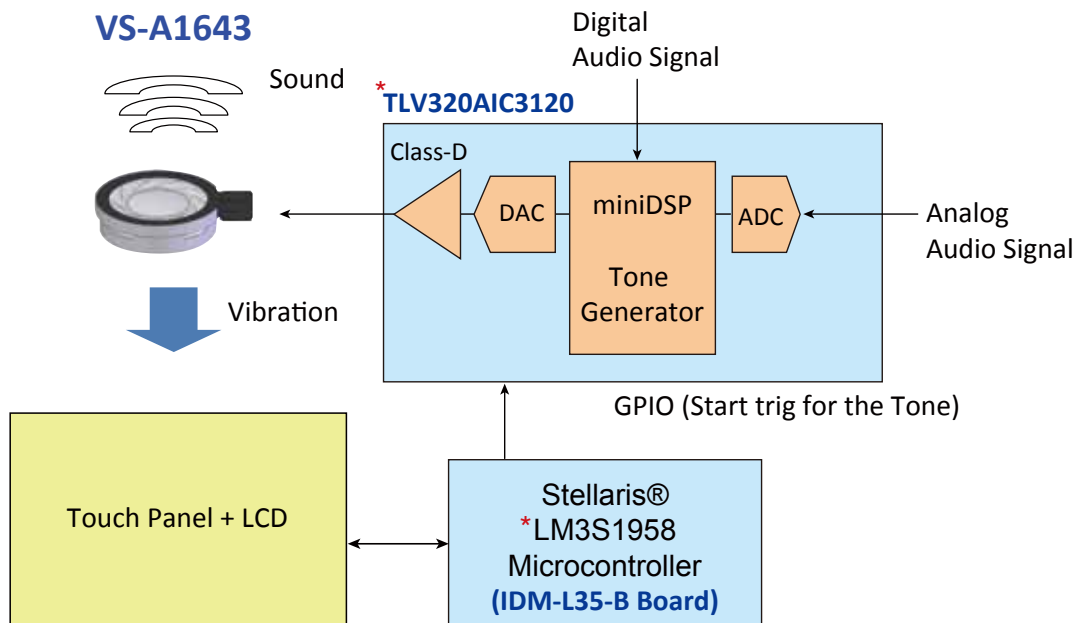 VS-A1643
Sound
Digital
Audio Signal
*TLV320AIC3120
Class-D
DAC
miniDSP
Tone
Generator
ADC
Analog
Audio Signal
Vibration
GPIO (Start trig for the Tone)
Touch Panel + LCD
Stellaris®
*LM3S1958
Microcontroller
(IDM-L35-B Board)